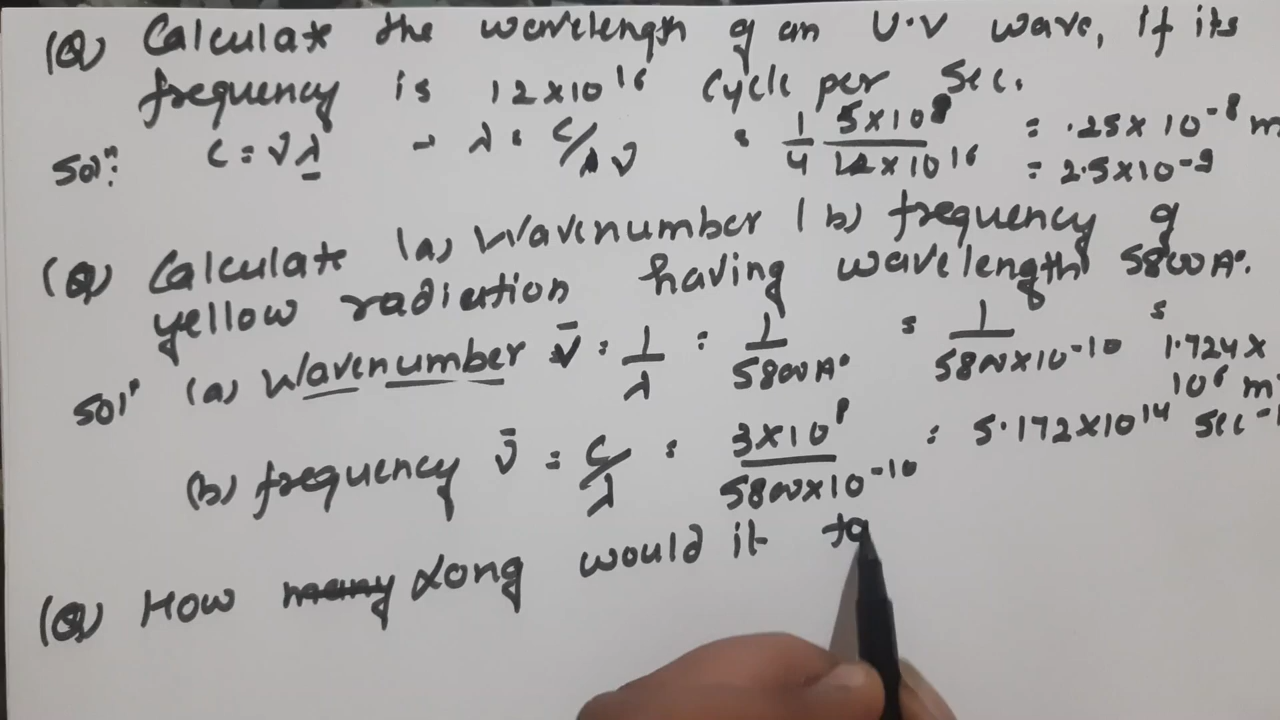 (Q) Calculate the wavelength of an U.V wave, if its
frequency is 12×10^16 cycle per sec.
Sol^n: c = νλ → λ = c/ν = 1/4 5×10^8 / 12×10^16 = .25×10^-8 m
= 2.5×10^-9
(Q) Calculate (a) Wavenumber (b) frequency of
yellow radiation having wavelength 5800A°.
Sol^n (a) Wavenumber ν̄ = 1/λ = 1/5800A° = 1/5800×10^-10 = 1.724×10^6 m
(b) frequency ν̄ = c/λ = 3×10^8/5800×10^-10 = 5.172×10^14 sec^-1
(Q) How many Long would it ta